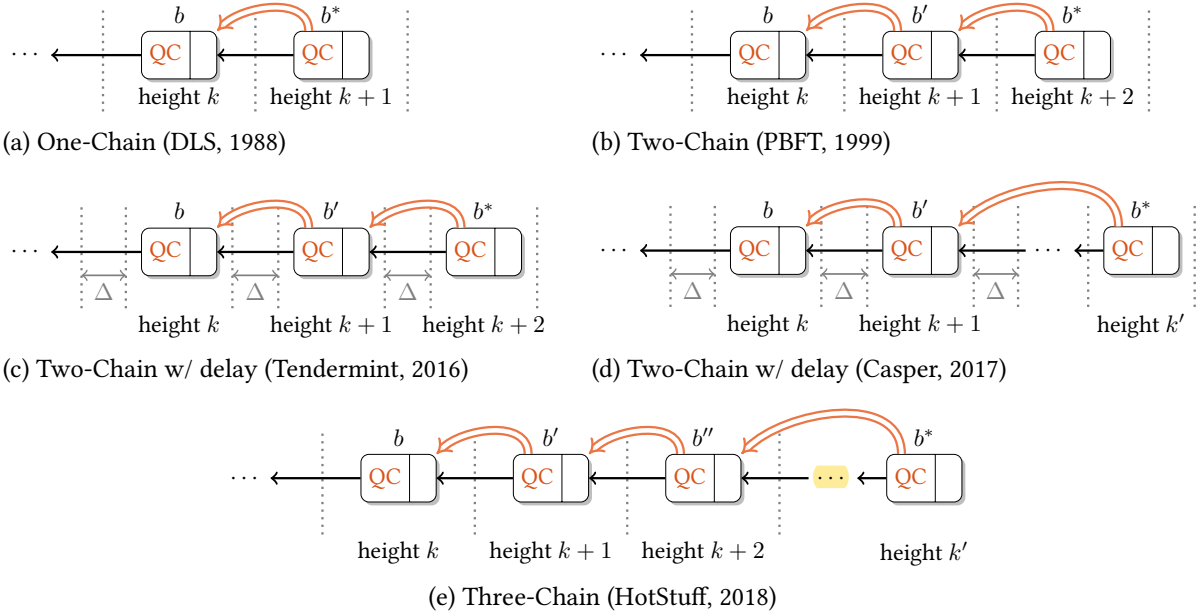 b b* b b′ b*
··· QC QC ··· QC QC QC
height k height k + 1 height k height k + 1 height k + 2
(a) One-Chain (DLS, 1988) (b) Two-Chain (PBFT, 1999)
b b′ b* b b′ b*
··· QC QC QC ··· QC QC ··· QC
Δ Δ Δ Δ Δ Δ
height k height k + 1 height k + 2 height k height k + 1 height k′
(c) Two-Chain w/ delay (Tendermint, 2016) (d) Two-Chain w/ delay (Casper, 2017)
b b′ b′′ b*
··· QC QC QC ··· QC
height k height k + 1 height k + 2 height k′
(e) Three-Chain (HotStuff, 2018)